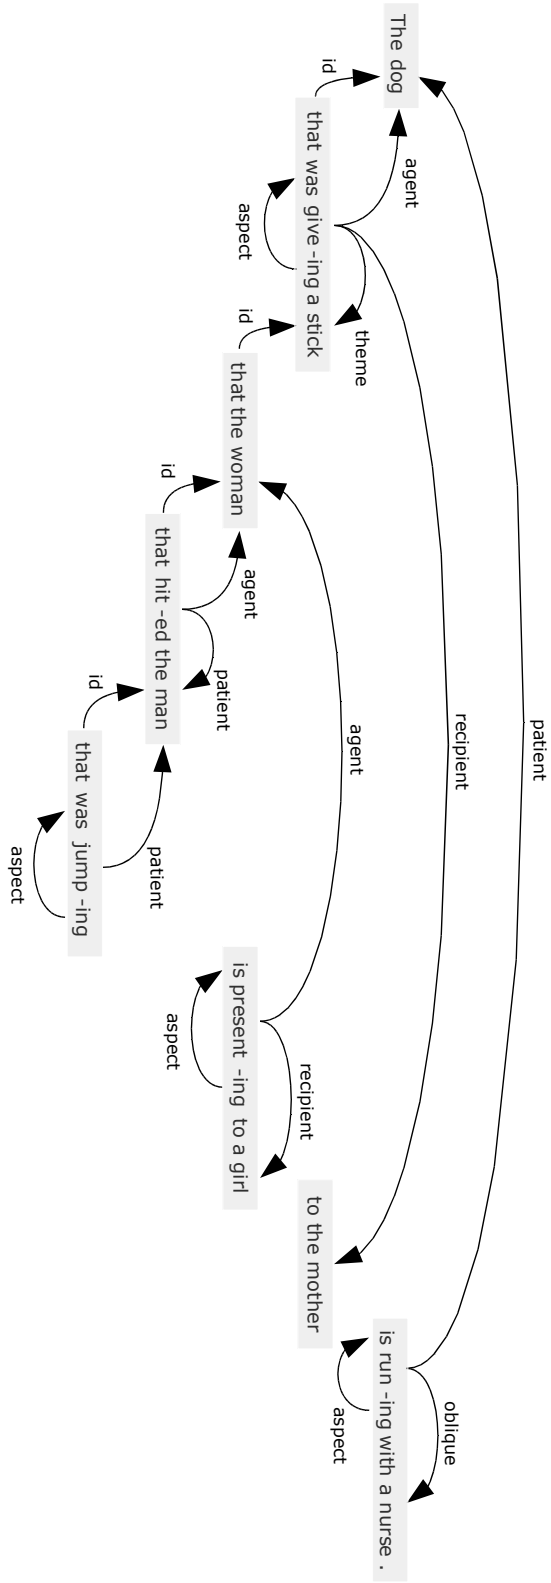 The dog
that was give -ing a stick
that the woman
that hit -ed the man
that was jump -ing
is present -ing to a girl
to the mother
is run -ing with a nurse .
id
agent
aspect
theme
recipient
patient
id
id
agent
patient
id
aspect
patient
agent
aspect
recipient
aspect
oblique